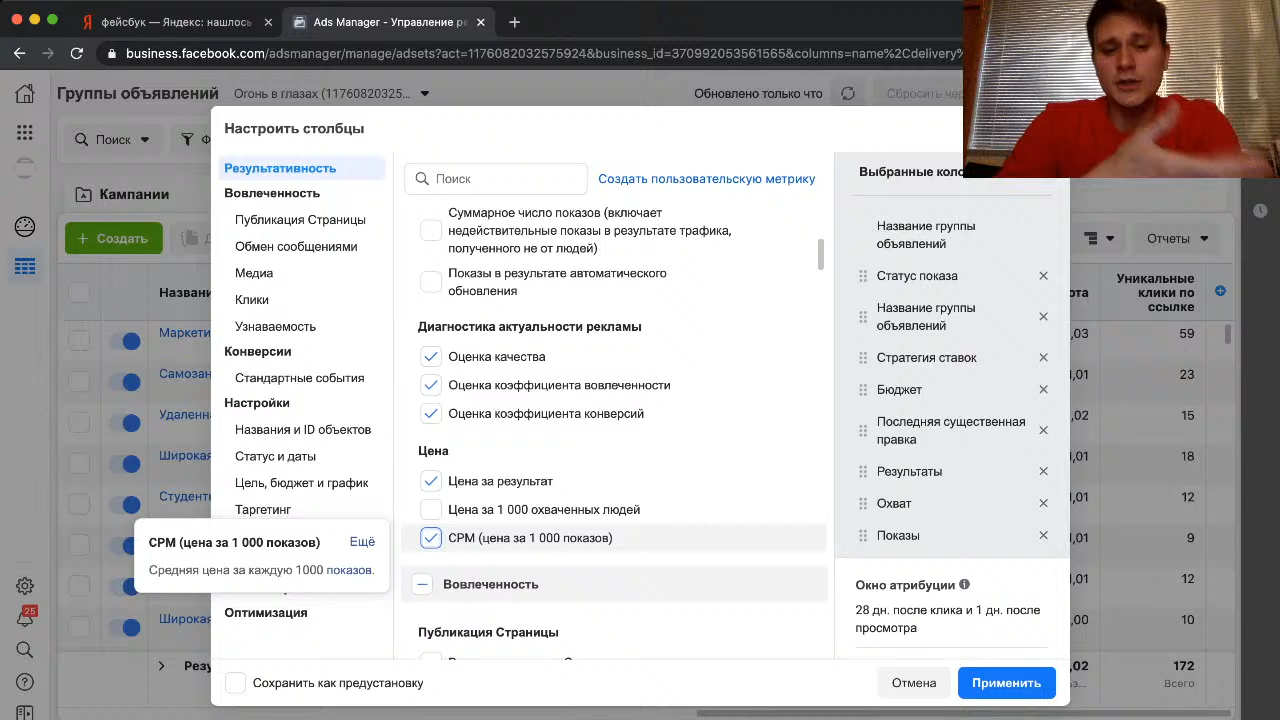 фейсбук — Яндекс: нашлось
Ads Manager - Управление ре
business.facebook.com/adsmanager/manage/adsets?act=1176082032575924&business_id=370992053561565&columns=name%2Cdelivery%
Группы объявлений
Огонь в глазах (11760820325...
Обновлено только что
Сбросить чер
Поиск
Ф
Кампании
Создать
Д
Отчеты
Назван
Маркети
Самозан
Удаленна
Широкая
Студенты
Широка
Резу
ота
Уникальные
клики по
ссылке
,03
59
,01
23
,02
15
,01
18
,01
12
,01
9
,01
12
,00
10
,02
172
Всего
25
Настроить столбцы
Результативность
Вовлеченность
Публикация Страницы
Обмен сообщениями
Медиа
Клики
Узнаваемость
Конверсии
Стандартные события
Настройки
Названия и ID объектов
Статус и даты
Цель, бюджет и график
Таргетинг
Оптимизация
CPM (цена за 1 000 показов)
Ещё
Средняя цена за каждую 1000 показов.
Поиск
Создать пользовательскую метрику
Суммарное число показов (включает
недействительные показы в результате трафика,
полученного не от людей)
Показы в результате автоматического
обновления
Диагностика актуальности рекламы
Оценка качества
Оценка коэффициента вовлеченности
Оценка коэффициента конверсий
Цена
Цена за результат
Цена за 1 000 охваченных людей
CPM (цена за 1 000 показов)
Вовлеченность
Публикация Страницы
Выбранные коло
Название группы
объявлений
Статус показа
Название группы
объявлений
Стратегия ставок
Бюджет
Последняя существенная
правка
Результаты
Охват
Показы
Окно атрибуции
28 дн. после клика и 1 дн. после
просмотра
Сохранить как предустановку
Отмена
Применить